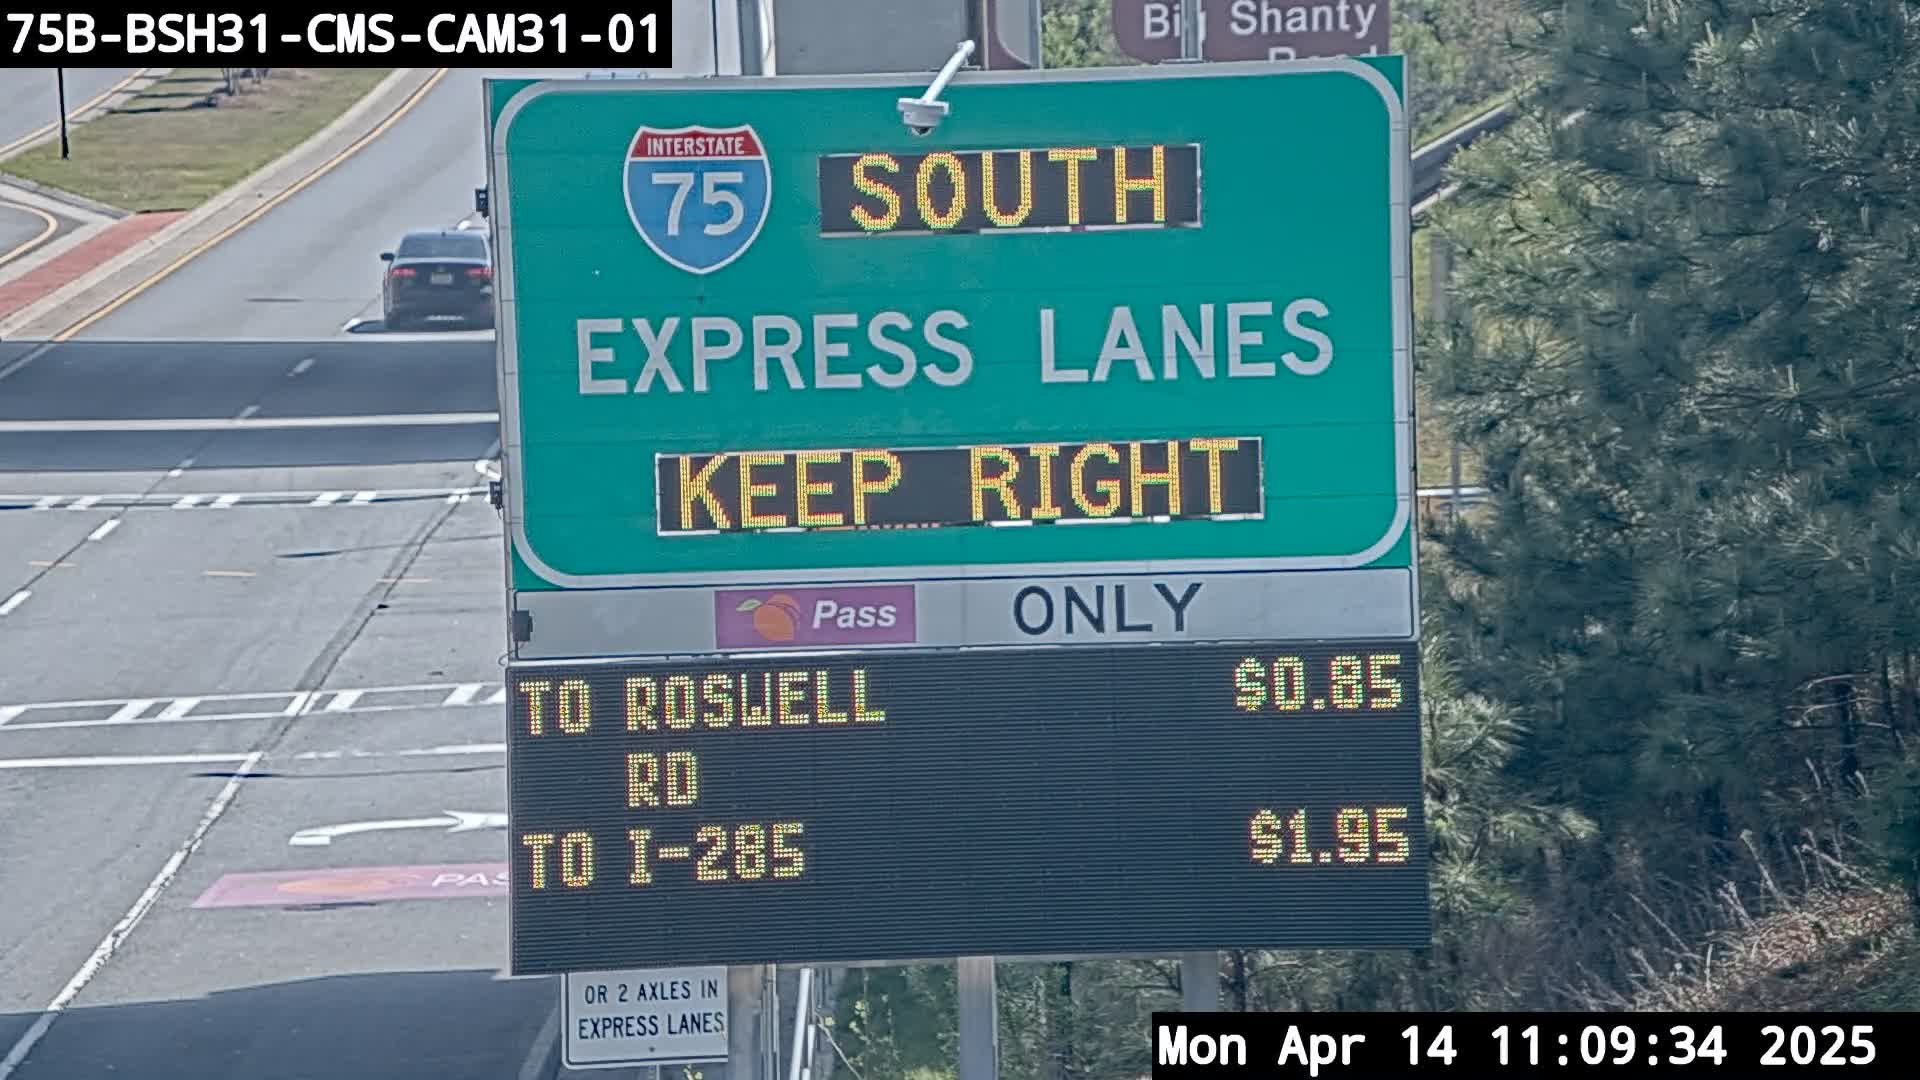 75B-BSH31-CMS-CAM31-01
Big Shanty
Road
INTERSTATE
75
SOUTH
EXPRESS LANES
KEEP RIGHT
Pass ONLY
TO ROSWELL $0.85
RD
TO I-285 $1.95
PAS
OR 2 AXLES IN
EXPRESS LANES
Mon Apr 14 11:09:34 2025